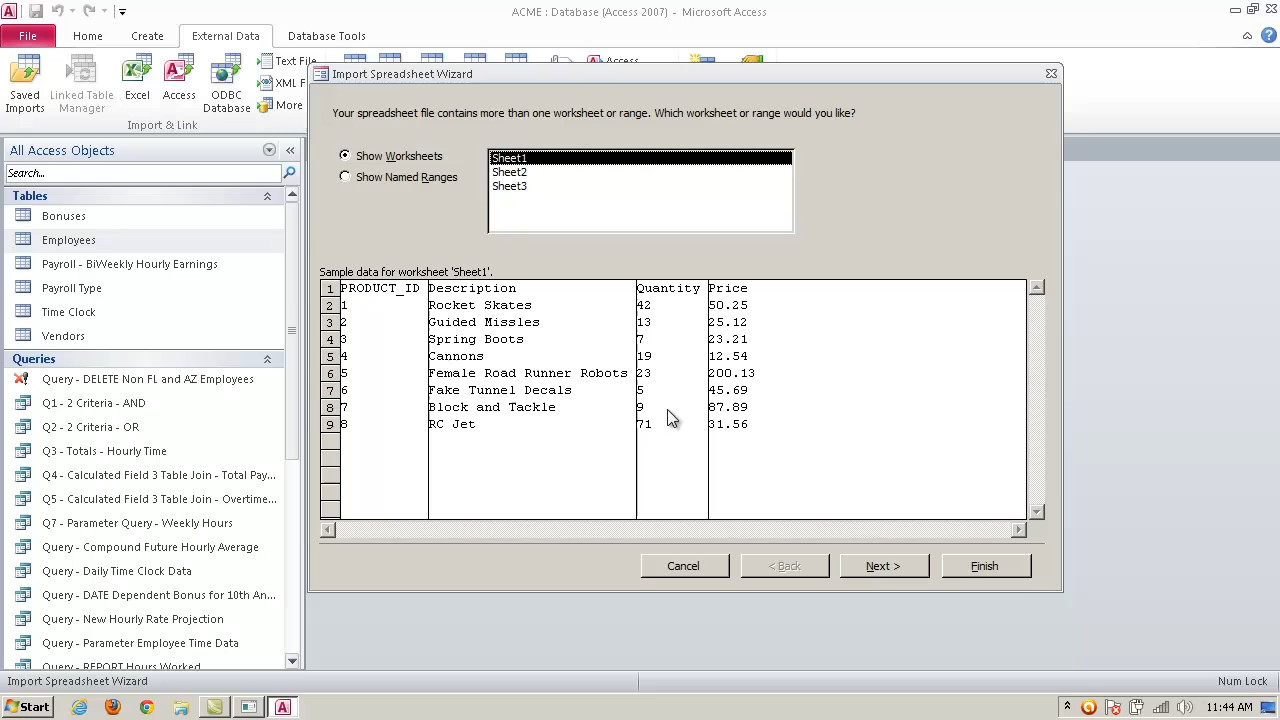 ACME : Database (Access 2007) - Microsoft Access
File Home Create External Data Database Tools
Saved Imports
Linked Table Manager
Excel
Access
ODBC Database
Text File
XML F
More
Access
Import & Link
Import Spreadsheet Wizard
Your spreadsheet file contains more than one worksheet or range. Which worksheet or range would you like?
Show Worksheets
Show Named Ranges
Sheet1
Sheet2
Sheet3
Sample data for worksheet 'Sheet1'.
1 PRODUCT_ID Description Quantity Price
2 1 Rocket Skates 42 50.25
3 2 Guided Missles 13 25.12
4 3 Spring Boots 7 23.21
5 4 Cannons 19 12.54
6 5 Female Road Runner Robots 23 200.13
7 6 Fake Tunnel Decals 5 45.69
8 7 Block and Tackle 9 87.89
9 8 RC Jet 71 31.56
Cancel < Back Next > Finish
All Access Objects
Search...
Tables
Bonuses
Employees
Payroll - BiWeekly Hourly Earnings
Payroll Type
Time Clock
Vendors
Queries
Query - DELETE Non FL and AZ Employees
Q1 - 2 Criteria - AND
Q2 - 2 Criteria - OR
Q3 - Totals - Hourly Time
Q4 - Calculated Field 3 Table Join - Total Pay...
Q5 - Calculated Field 3 Table Join - Overtime...
Q7 - Parameter Query - Weekly Hours
Query - Compound Future Hourly Average
Query - Daily Time Clock Data
Query - DATE Dependent Bonus for 10th An...
Query - New Hourly Rate Projection
Query - Parameter Employee Time Data
Query - REPORT Hours Worked
Import Spreadsheet Wizard
Num Lock
Start
11:44 AM